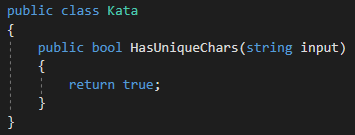 public class Kata
{
    public bool HasUniqueChars(string input)
    {
        return true;
    }
}